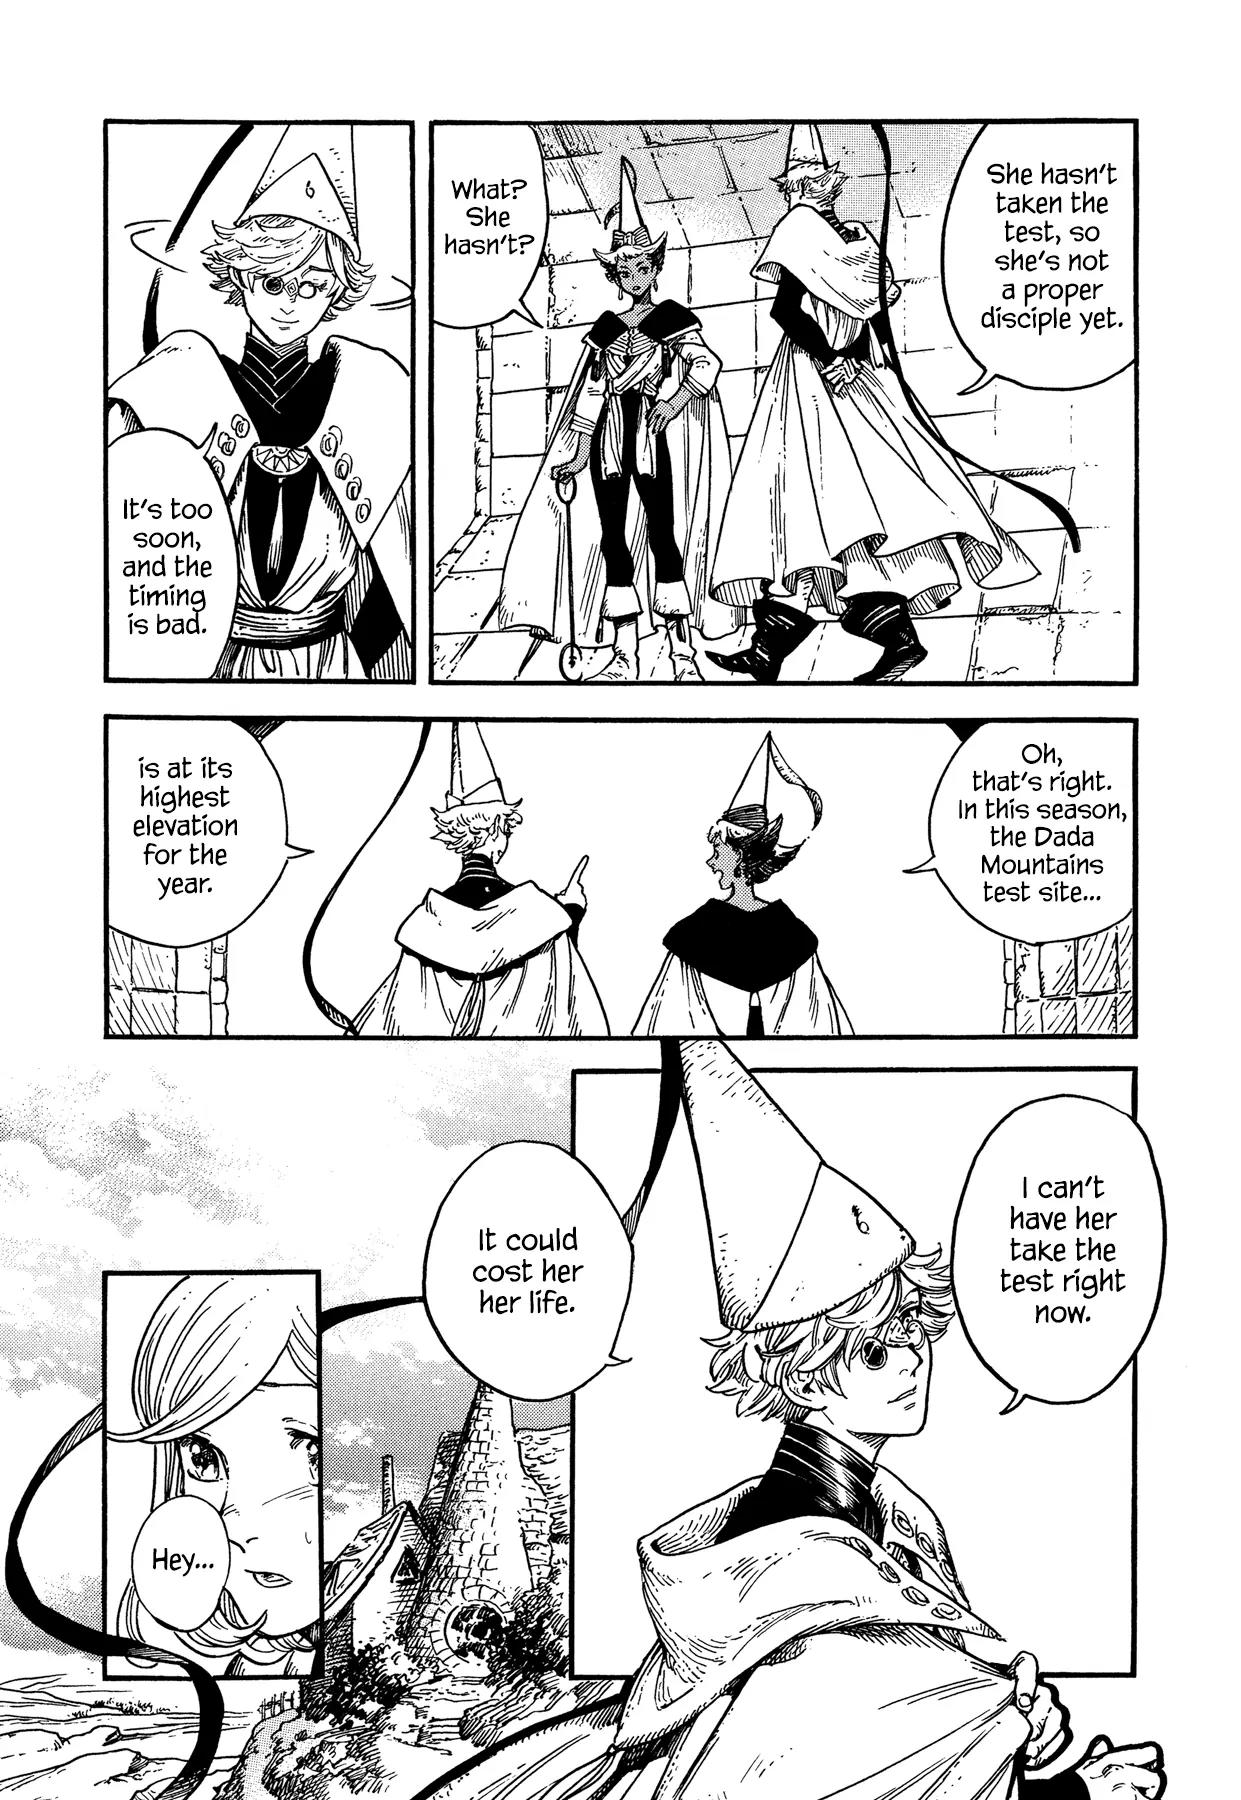 She hasn't
taken the
test, so
she's not
a proper
disciple yet.
What?
She
hasn't?
It's too
soon,
and the
timing
is bad.
Oh,
that's right.
In this season,
the Dada
Mountains
test site...
is at its
highest
elevation
for the
year.
I can't
have her
take the
test right
now.
It could
cost her
her life.
Hey...